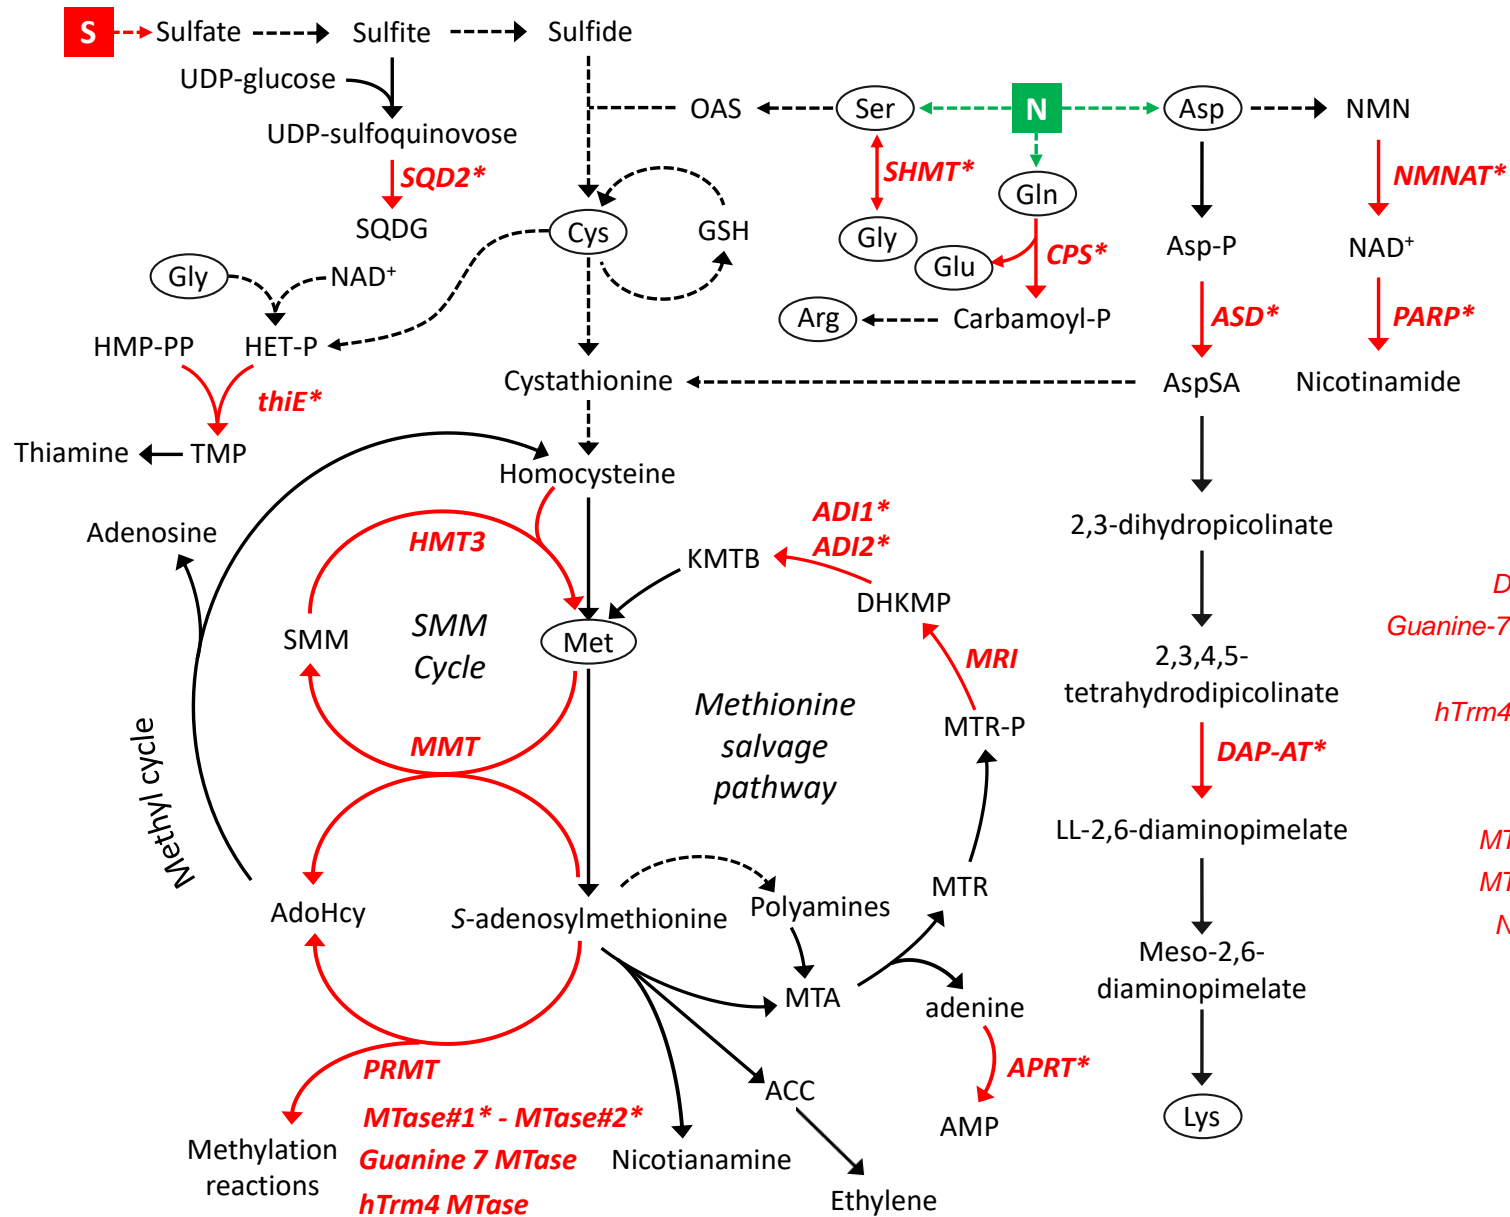 S
Sulfate
Sulfite
Sulfide
UDP-glucose
UDP-sulfoquinovose
SQD2*
SQDG
OAS
Ser
N
Asp
NMN
SHMT*
Gln
NMNAT*
Cys
GSH
Gly
Glu
CPS*
Asp-P
NAD⁺
Gly
NAD⁺
Arg
Carbamoyl-P
ASD*
PARP*
HMP-PP
HET-P
Cystathionine
AspSA
Nicotinamide
thiE*
Thiamine
TMP
Homocysteine
Adenosine
HMT3
ADI1*
ADI2*
KMTB
DHKMP
2,3-dihydropicolinate
SMM
SMM
Cycle
Met
MRI
2,3,4,5-
tetrahydrodipicolinate
D
Guanine-7
hTrm4
Methionine
salvage
pathway
MTR-P
MMT
DAP-AT*
Methyl cycle
LL-2,6-diaminopimelate
MT
MT
N
AdoHcy
S-adenosylmethionine
Polyamines
MTR
MTA
adenine
Meso-2,6-
diaminopimelate
PRMT
MTase#1* - MTase#2*
Guanine 7 MTase
hTrm4 MTase
Methylation
reactions
ACC
APRT*
AMP
Nicotianamine
Ethylene
Lys